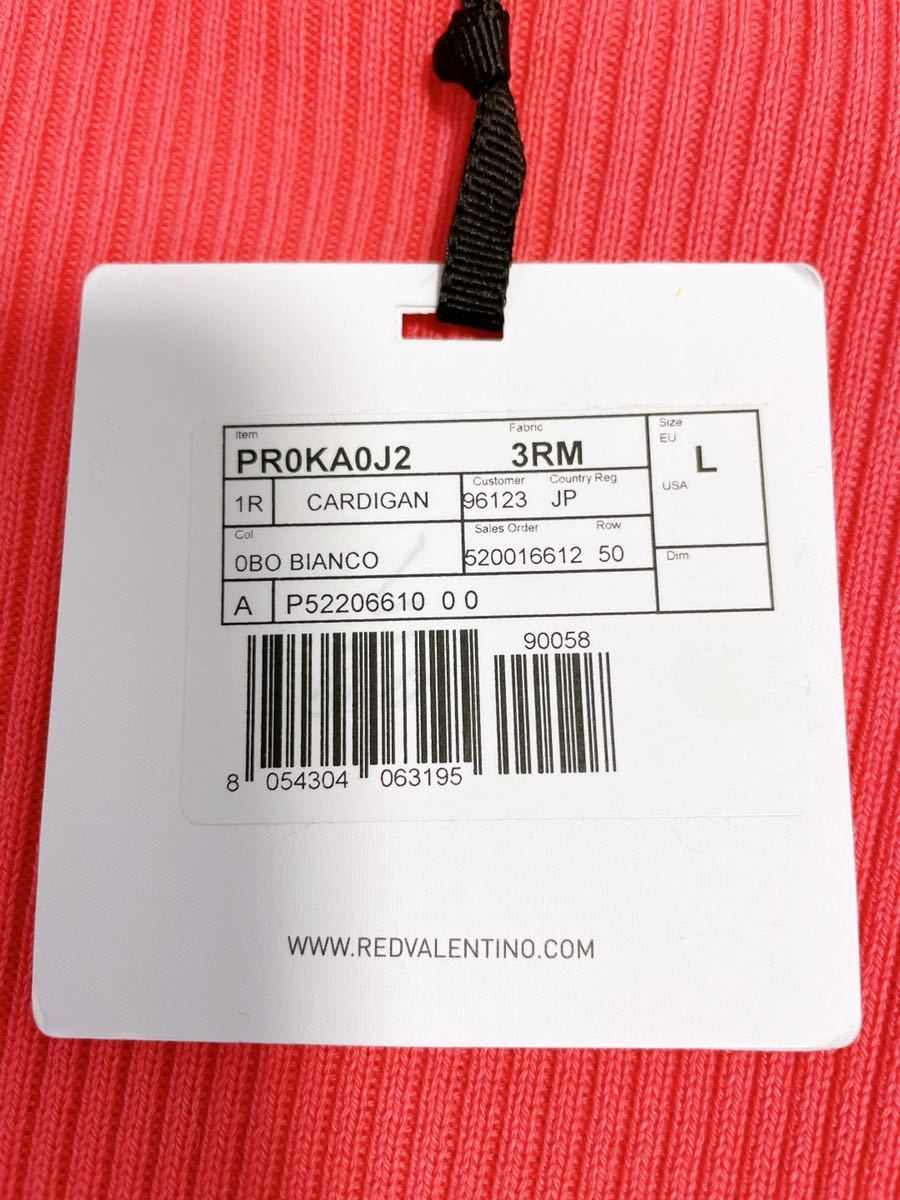 Item Fabric Size
PR0KA0J2 3RM EU L
1R CARDIGAN Customer 96123 Country Reg JP USA
Col 0BO BIANCO Sales Order 520016612 Row 50 Dim
A P52206610 0 0
90058
8 054304 063195
WWW.REDVALENTINO.COM